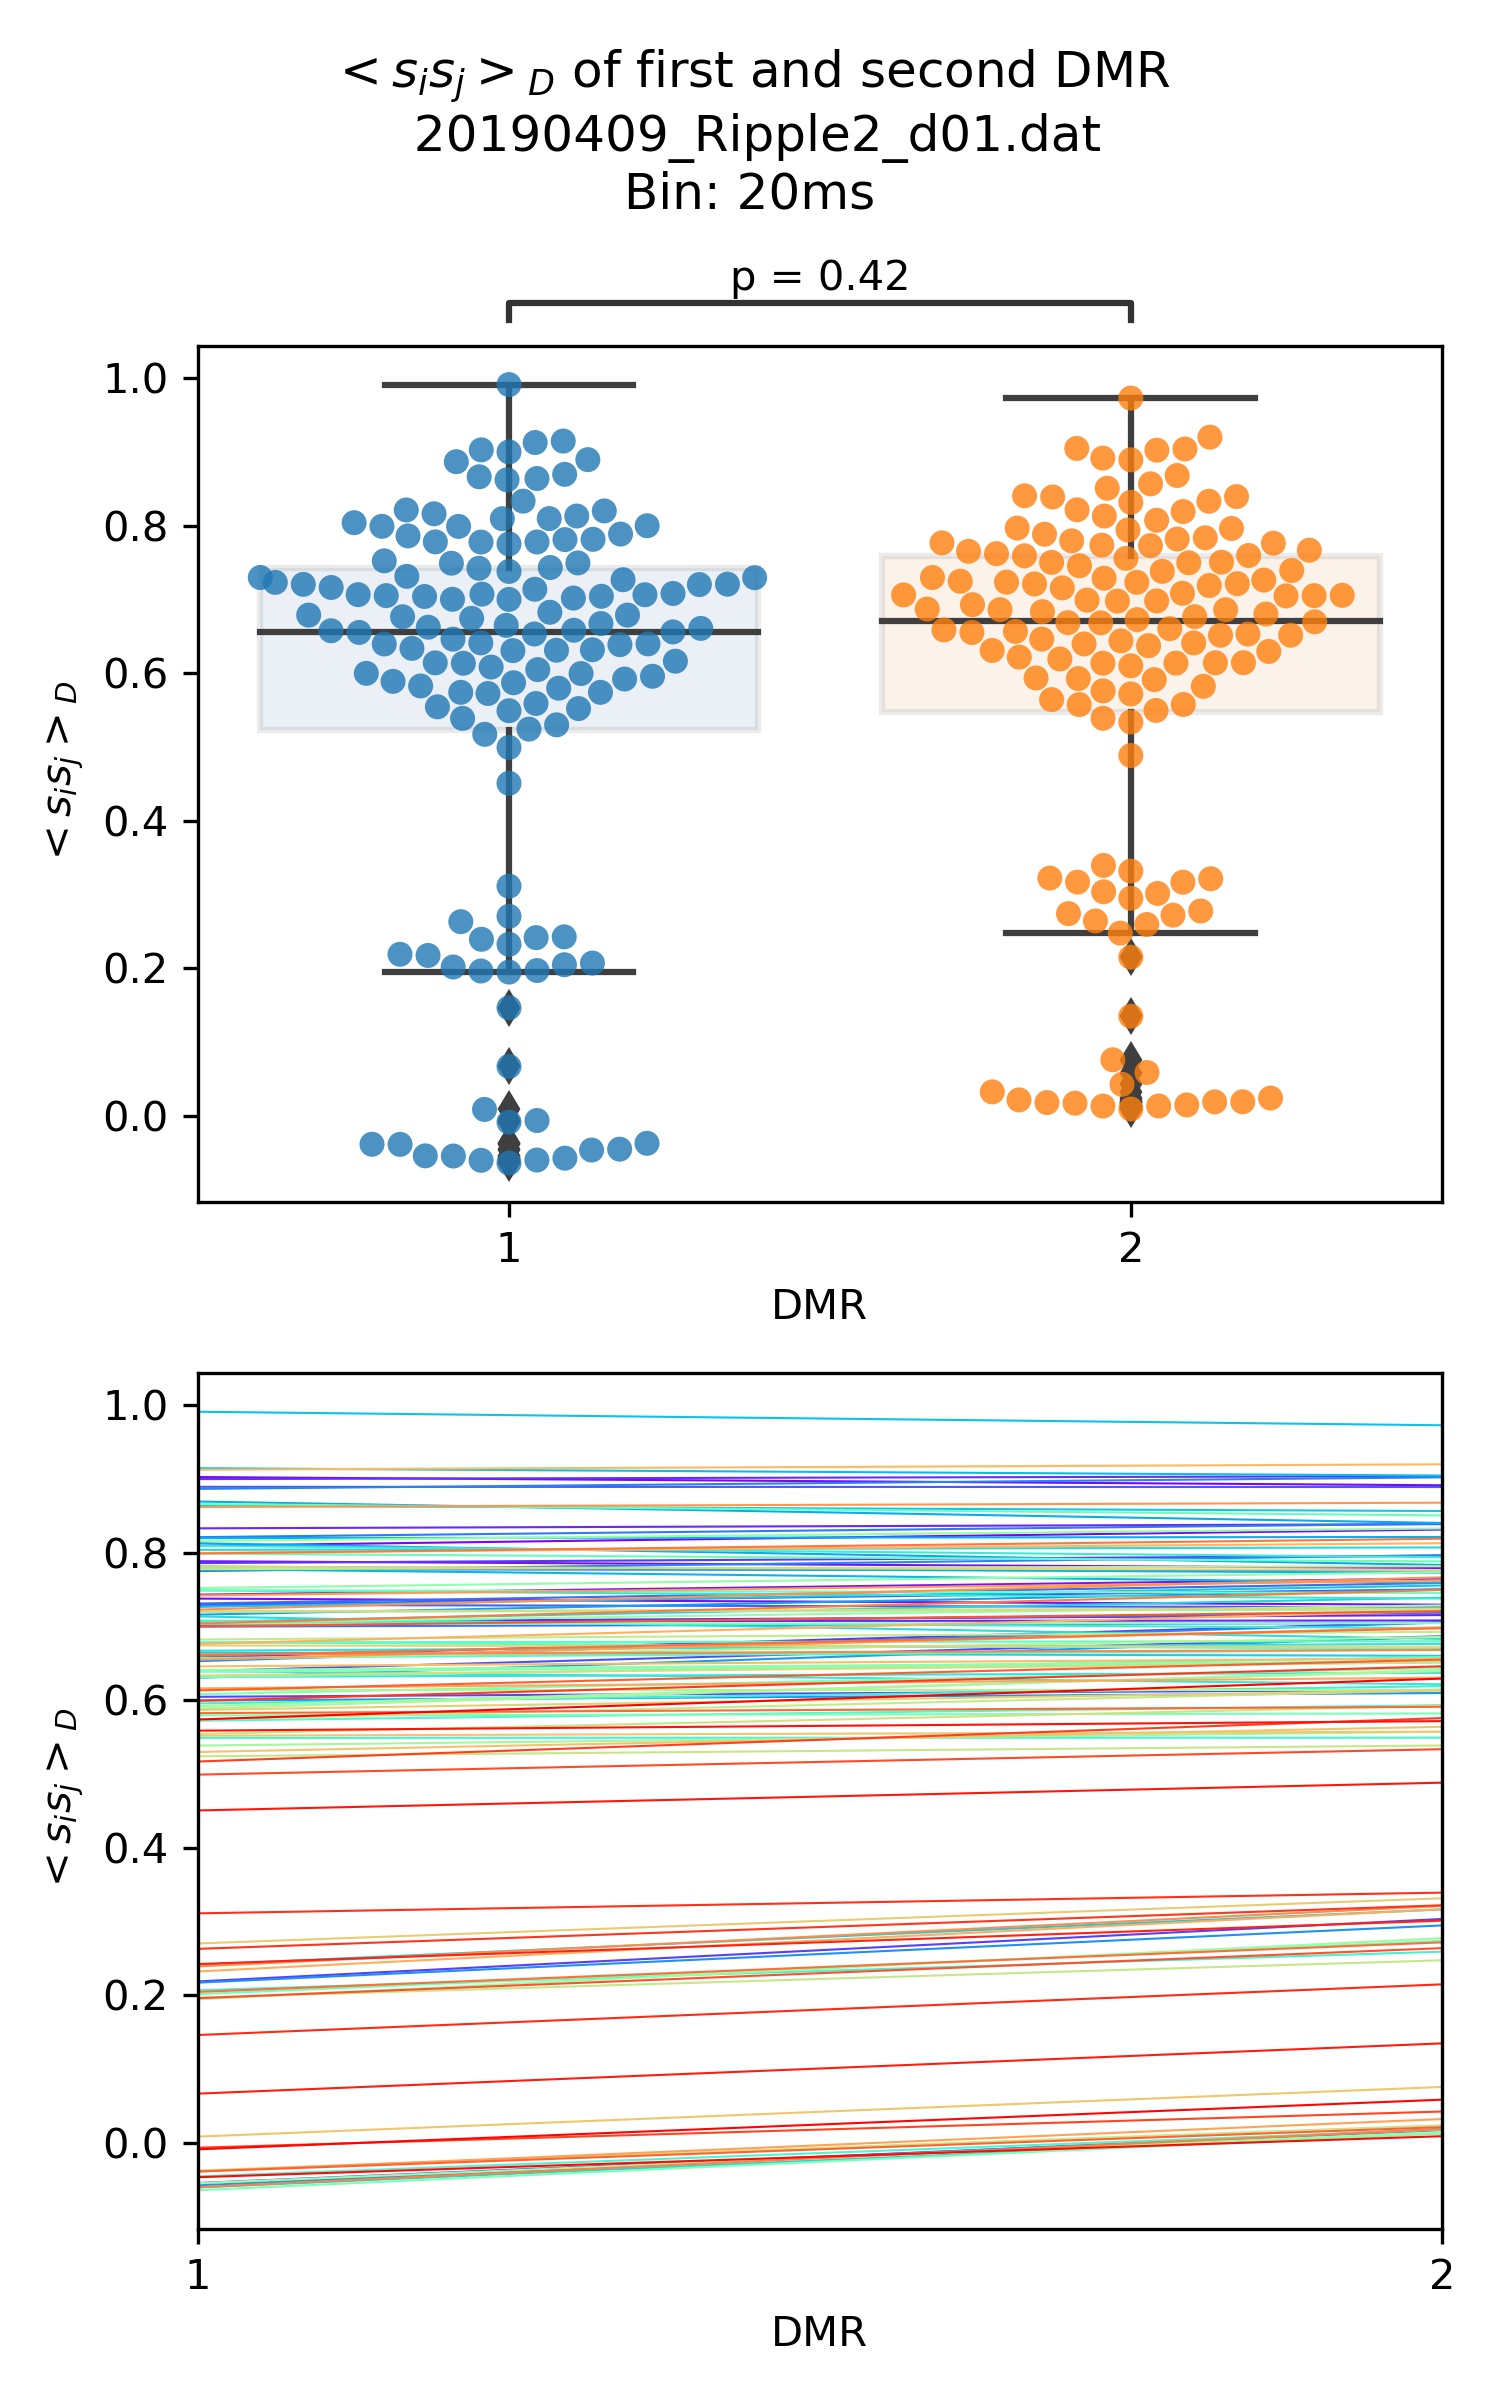 < s_i s_j >_D of first and second DMR
20190409_Ripple2_d01.dat
Bin: 20ms
p = 0.42
1.0
0.8
0.6
0.4
0.2
0.0
< s_i s_j >_D
1 2
DMR
1.0
0.8
0.6
0.4
0.2
0.0
< s_i s_j >_D
1 2
DMR